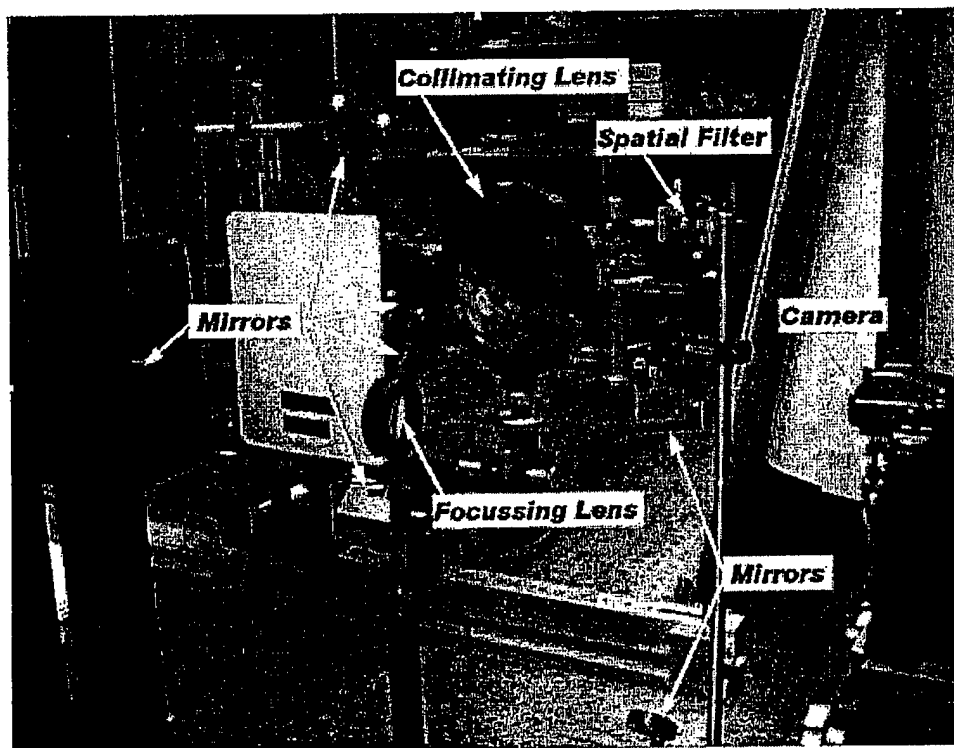 Collimating Lens
Spatial Filter
Camera
Mirrors
Focussing Lens
Mirrors